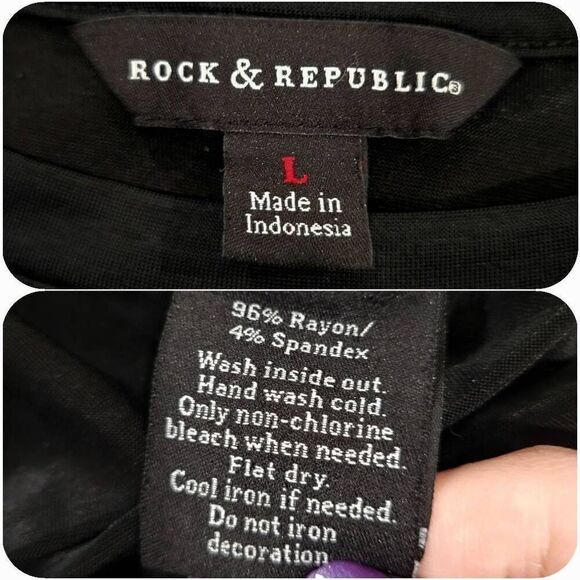 ROCK & REPUBLIC®
L
Made in
Indonesia
96% Rayon/
4% Spandex
Wash inside out.
Hand wash cold.
Only non-chlorine
bleach when needed.
Flat dry.
Cool iron if needed.
Do not iron
decoration